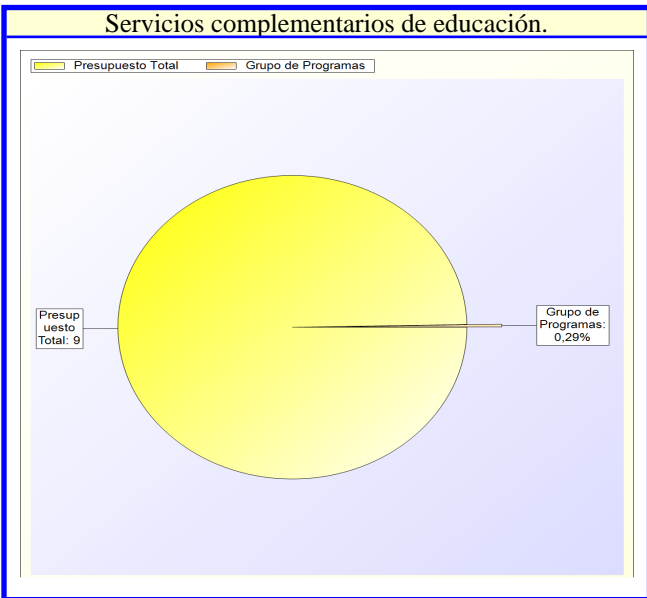 Servicios complementarios de educación.
Presupuesto Total
Grupo de Programas
Presup
uesto
Total: 9
Grupo de
Programas:
0,29%